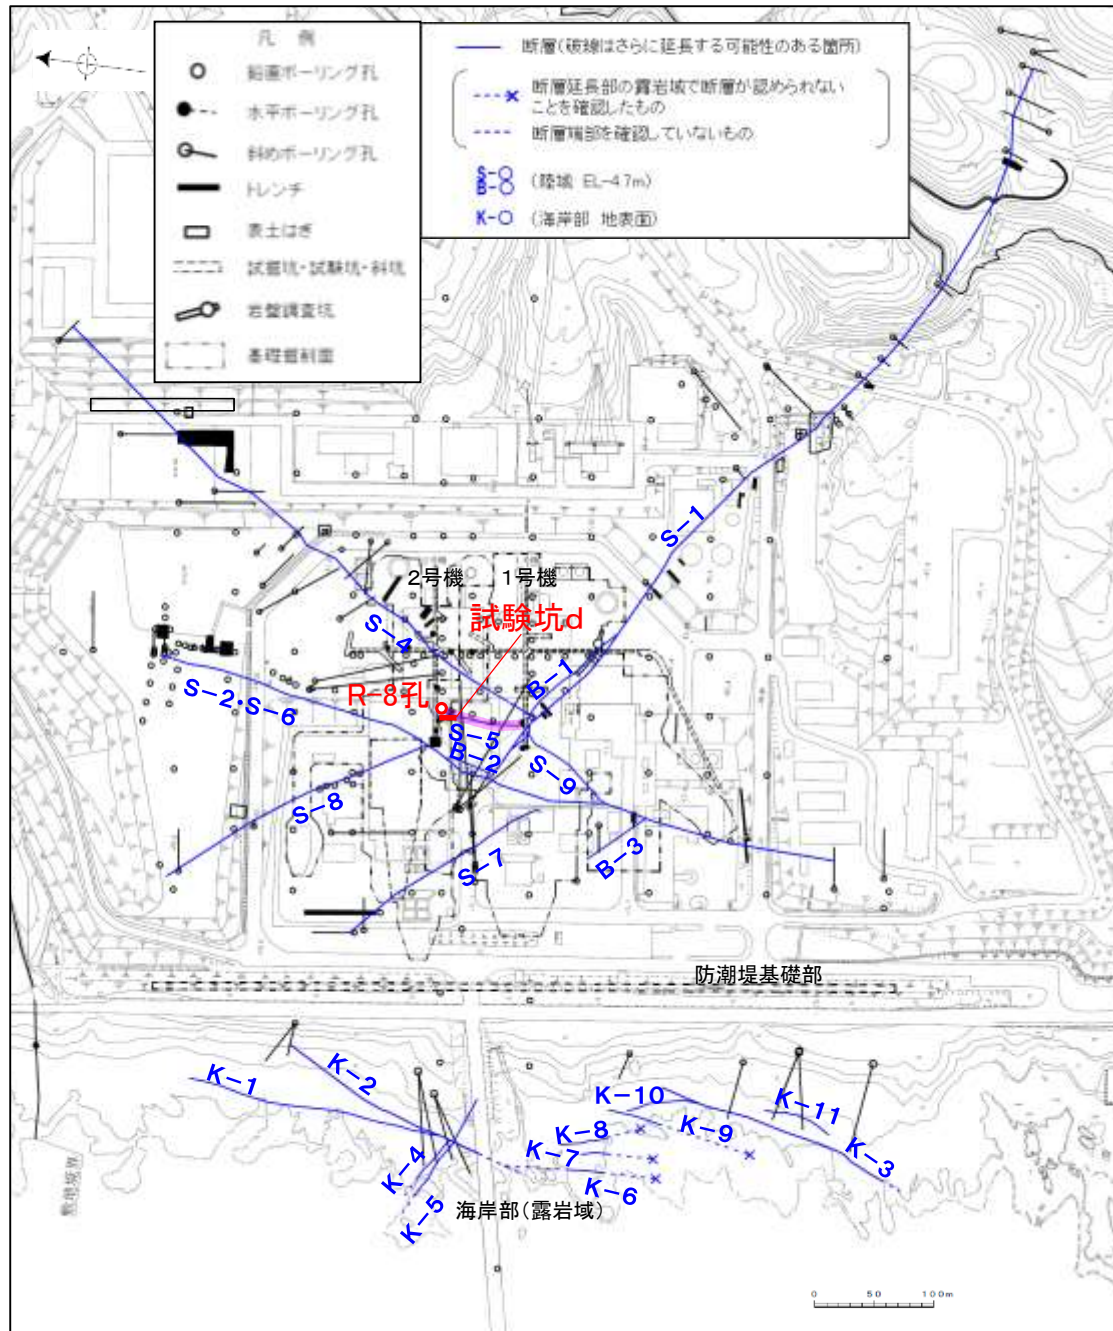 凡 例
鉛直ボーリング孔
水平ボーリング孔
斜めボーリング孔
トレンチ
表土はぎ
試掘坑・試験坑・斜坑
岩盤調査坑
基礎掘削面
断層(破線はさらに延長する可能性のある箇所)
断層延長部の露岩域で断層が認められない
ことを確認したもの
断層端部を確認していないもの
S-○
B-○
(陸域 EL-4.7m)
K-○
(海岸部 地表面)
S-1
2号機
1号機
試験坑d
S-4
B-1
R-8孔
S-2・S-6
S-5
B-2
S-9
S-8
S-7
B-3
防潮堤基礎部
K-1
K-2
K-10
K-11
K-8
K-9
K-4
K-7
K-3
K-6
K-5
海岸部(露岩域)
敷地境界
0 50 100m